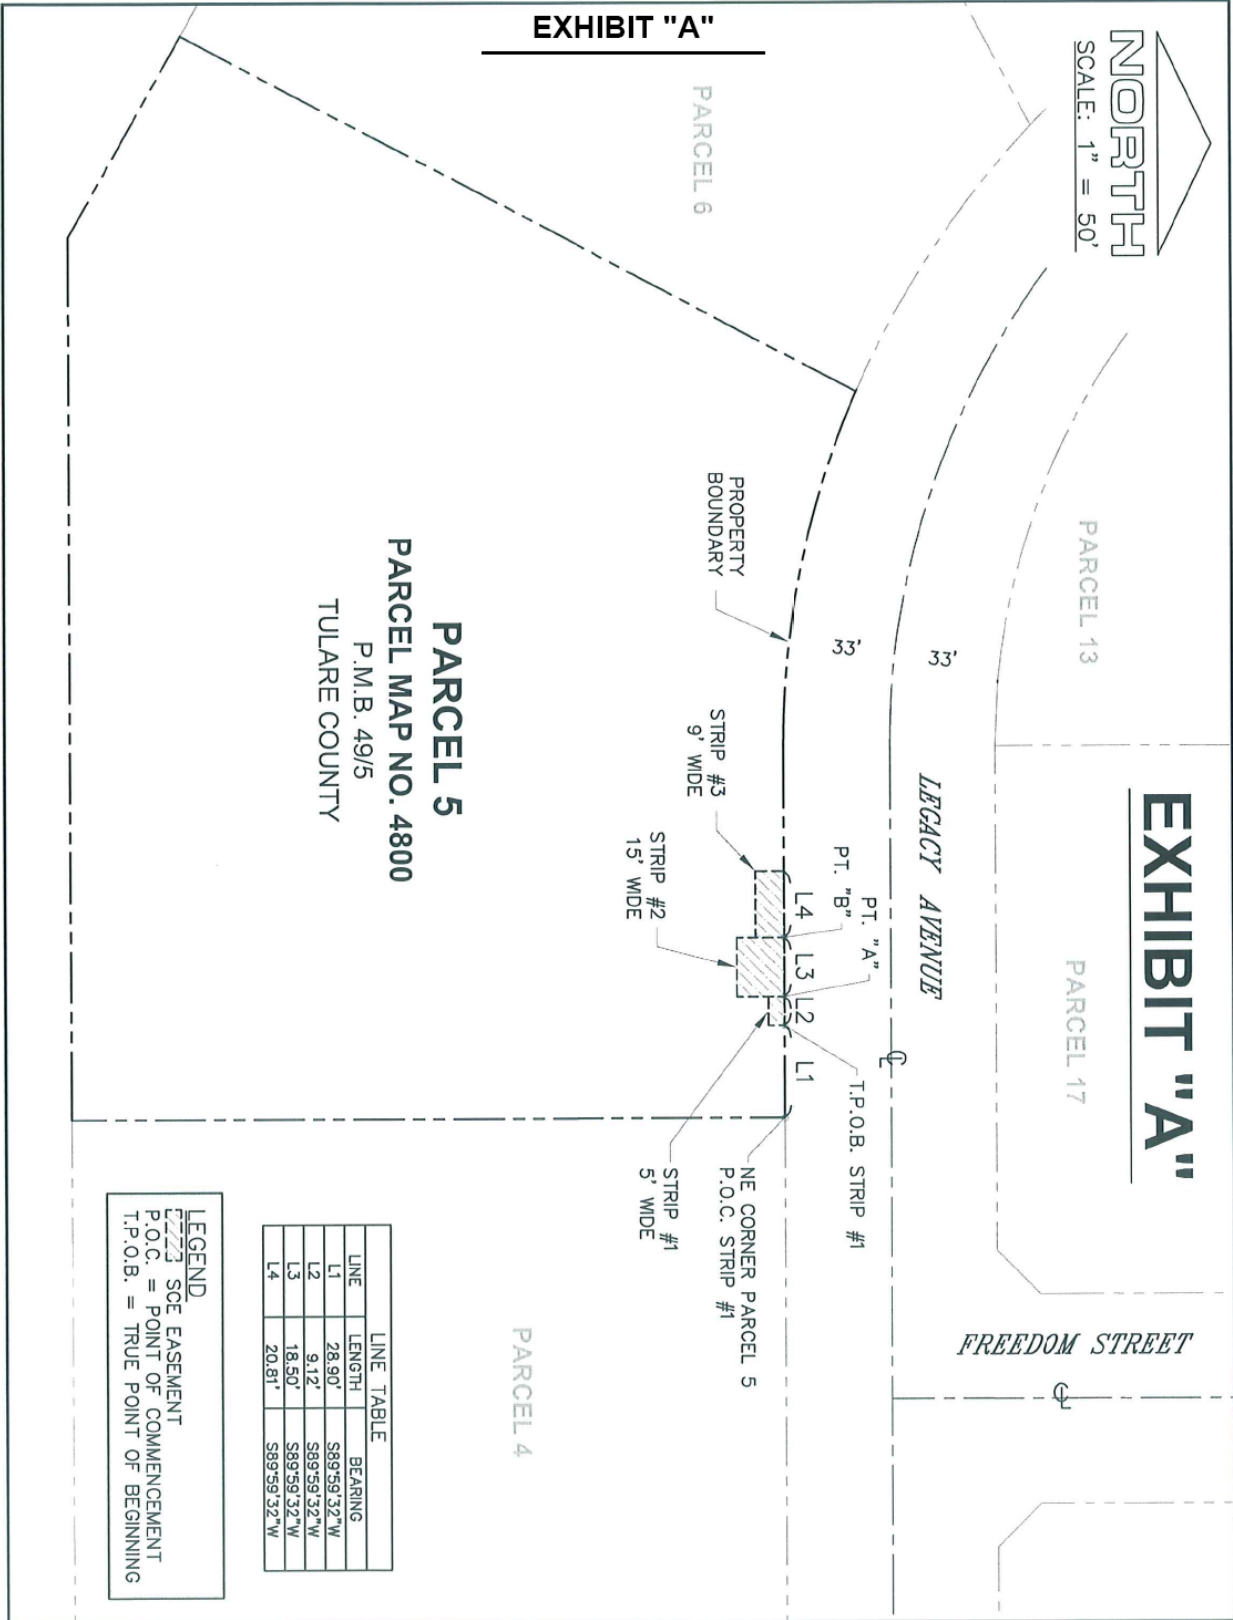 EXHIBIT "A"
NORTH
SCALE: 1" = 50'
EXHIBIT "A"
PARCEL 6
PARCEL 13
PARCEL 17
33'
33'
LEGACY AVENUE
FREEDOM STREET
℄
℄
PROPERTY
BOUNDARY
STRIP #3
9' WIDE
STRIP #2
15' WIDE
PT. "A"
PT. "B"
L4
L3
L2
L1
T.P.O.B. STRIP #1
NE CORNER PARCEL 5
P.O.C. STRIP #1
STRIP #1
5' WIDE
PARCEL 5
PARCEL MAP NO. 4800
P.M.B. 49/5
TULARE COUNTY
PARCEL 4
LINE TABLE
LINE LENGTH BEARING
L1 28.90' S89°59'32"W
L2 9.12' S89°59'32"W
L3 18.50' S89°59'32"W
L4 20.81' S89°59'32"W
LEGEND
SCE EASEMENT
P.O.C. = POINT OF COMMENCEMENT
T.P.O.B. = TRUE POINT OF BEGINNING